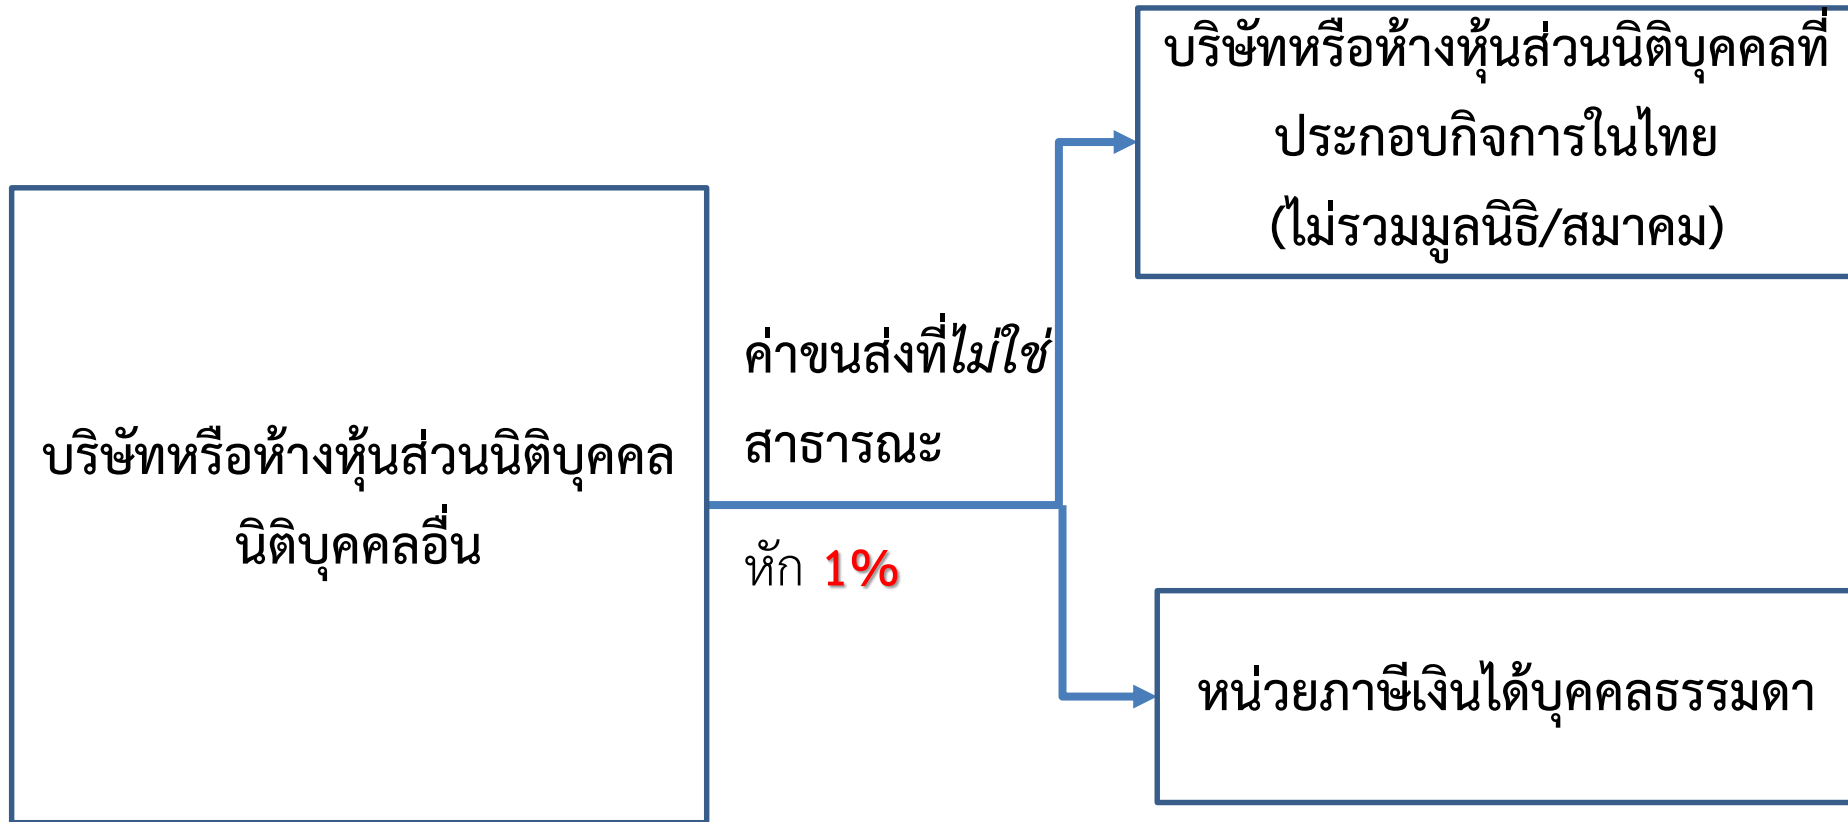 บริษัทหรือห้างหุ้นส่วนนิติบุคคล
นิติบุคคลอื่น
ค่าขนส่งที่ไม่ใช่
สาธารณะ
หัก 1%
บริษัทหรือห้างหุ้นส่วนนิติบุคคลที่
ประกอบกิจการในไทย
(ไม่รวมมูลนิธิ/สมาคม)
หน่วยภาษีเงินได้บุคคลธรรมดา